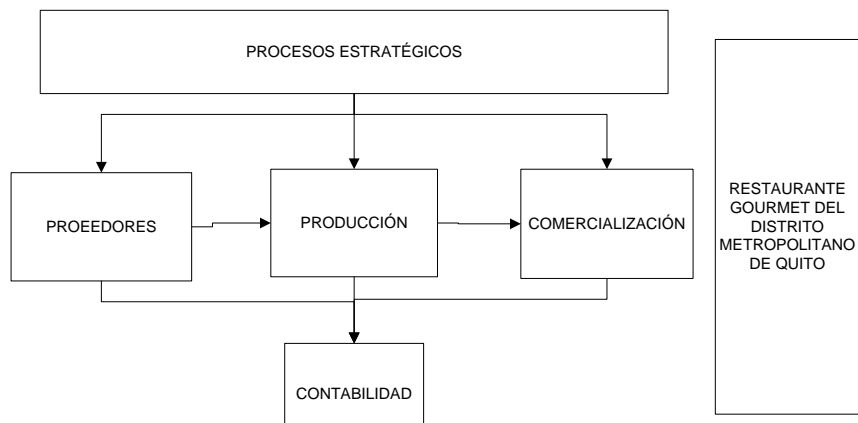 PROCESOS ESTRATÉGICOS
PROEEDORES
PRODUCCIÓN
COMERCIALIZACIÓN
CONTABILIDAD
RESTAURANTE
GOURMET DEL
DISTRITO
METROPOLITANO
DE QUITO